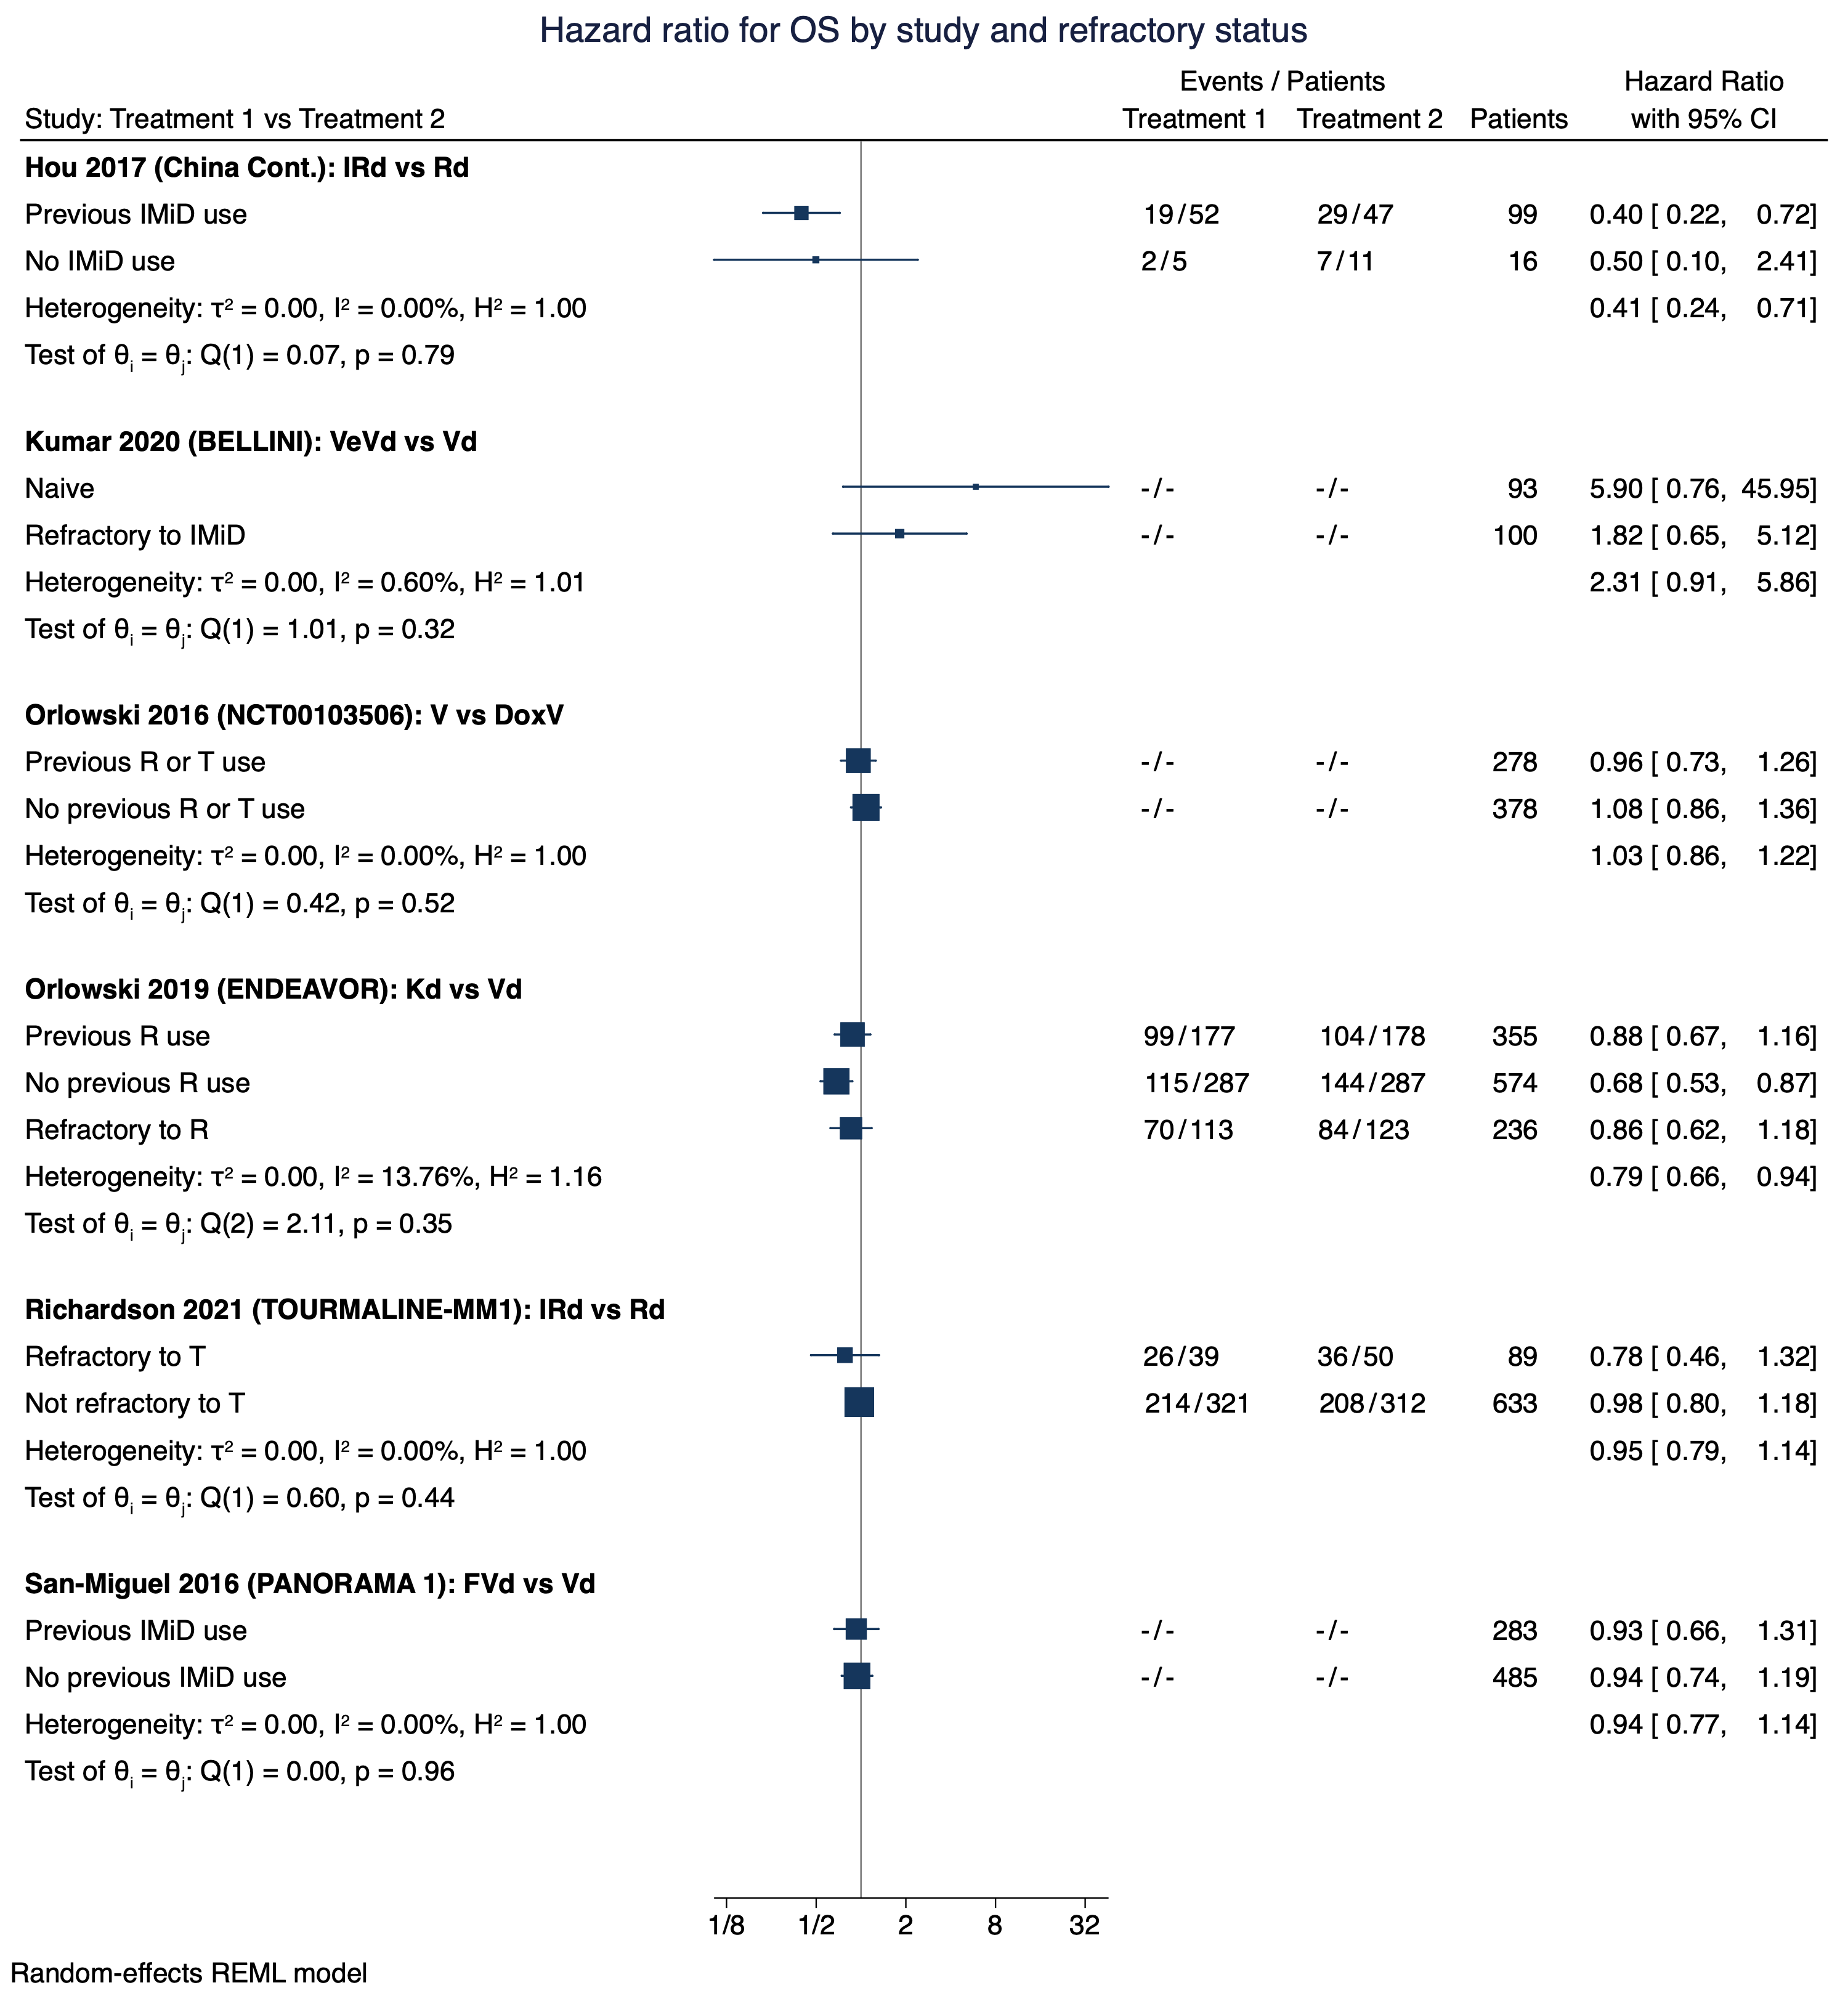 Hazard ratio for OS by study and refractory status
Events / Patients Hazard Ratio
Study: Treatment 1 vs Treatment 2 Treatment 1 Treatment 2 Patients with 95% CI
Hou 2017 (China Cont.): IRd vs Rd
Previous IMiD use 19/52 29/47 99 0.40 [ 0.22, 0.72]
No IMiD use 2/5 7/11 16 0.50 [ 0.10, 2.41]
Heterogeneity: τ² = 0.00, I² = 0.00%, H² = 1.00 0.41 [ 0.24, 0.71]
Test of θᵢ = θⱼ: Q(1) = 0.07, p = 0.79
Kumar 2020 (BELLINI): VeVd vs Vd
Naive -/- -/- 93 5.90 [ 0.76, 45.95]
Refractory to IMiD -/- -/- 100 1.82 [ 0.65, 5.12]
Heterogeneity: τ² = 0.00, I² = 0.60%, H² = 1.01 2.31 [ 0.91, 5.86]
Test of θᵢ = θⱼ: Q(1) = 1.01, p = 0.32
Orlowski 2016 (NCT00103506): V vs DoxV
Previous R or T use -/- -/- 278 0.96 [ 0.73, 1.26]
No previous R or T use -/- -/- 378 1.08 [ 0.86, 1.36]
Heterogeneity: τ² = 0.00, I² = 0.00%, H² = 1.00 1.03 [ 0.86, 1.22]
Test of θᵢ = θⱼ: Q(1) = 0.42, p = 0.52
Orlowski 2019 (ENDEAVOR): Kd vs Vd
Previous R use 99/177 104/178 355 0.88 [ 0.67, 1.16]
No previous R use 115/287 144/287 574 0.68 [ 0.53, 0.87]
Refractory to R 70/113 84/123 236 0.86 [ 0.62, 1.18]
Heterogeneity: τ² = 0.00, I² = 13.76%, H² = 1.16 0.79 [ 0.66, 0.94]
Test of θᵢ = θⱼ: Q(2) = 2.11, p = 0.35
Richardson 2021 (TOURMALINE-MM1): IRd vs Rd
Refractory to T 26/39 36/50 89 0.78 [ 0.46, 1.32]
Not refractory to T 214/321 208/312 633 0.98 [ 0.80, 1.18]
Heterogeneity: τ² = 0.00, I² = 0.00%, H² = 1.00 0.95 [ 0.79, 1.14]
Test of θᵢ = θⱼ: Q(1) = 0.60, p = 0.44
San-Miguel 2016 (PANORAMA 1): FVd vs Vd
Previous IMiD use -/- -/- 283 0.93 [ 0.66, 1.31]
No previous IMiD use -/- -/- 485 0.94 [ 0.74, 1.19]
Heterogeneity: τ² = 0.00, I² = 0.00%, H² = 1.00 0.94 [ 0.77, 1.14]
Test of θᵢ = θⱼ: Q(1) = 0.00, p = 0.96
1/8 1/2 2 8 32
Random-effects REML model